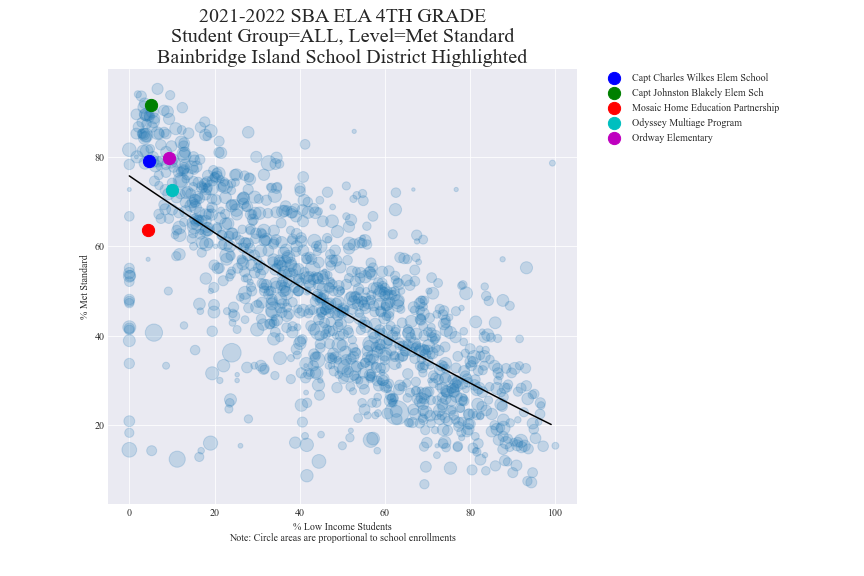 2021-2022 SBA ELA 4TH GRADE
Student Group=ALL, Level=Met Standard
Bainbridge Island School District Highlighted
Capt Charles Wilkes Elem School
Capt Johnston Blakely Elem Sch
Mosaic Home Education Partnership
Odyssey Multiage Program
Ordway Elementary
% Met Standard
80
60
40
20
0 20 40 60 80 100
% Low Income Students
Note: Circle areas are proportional to school enrollments